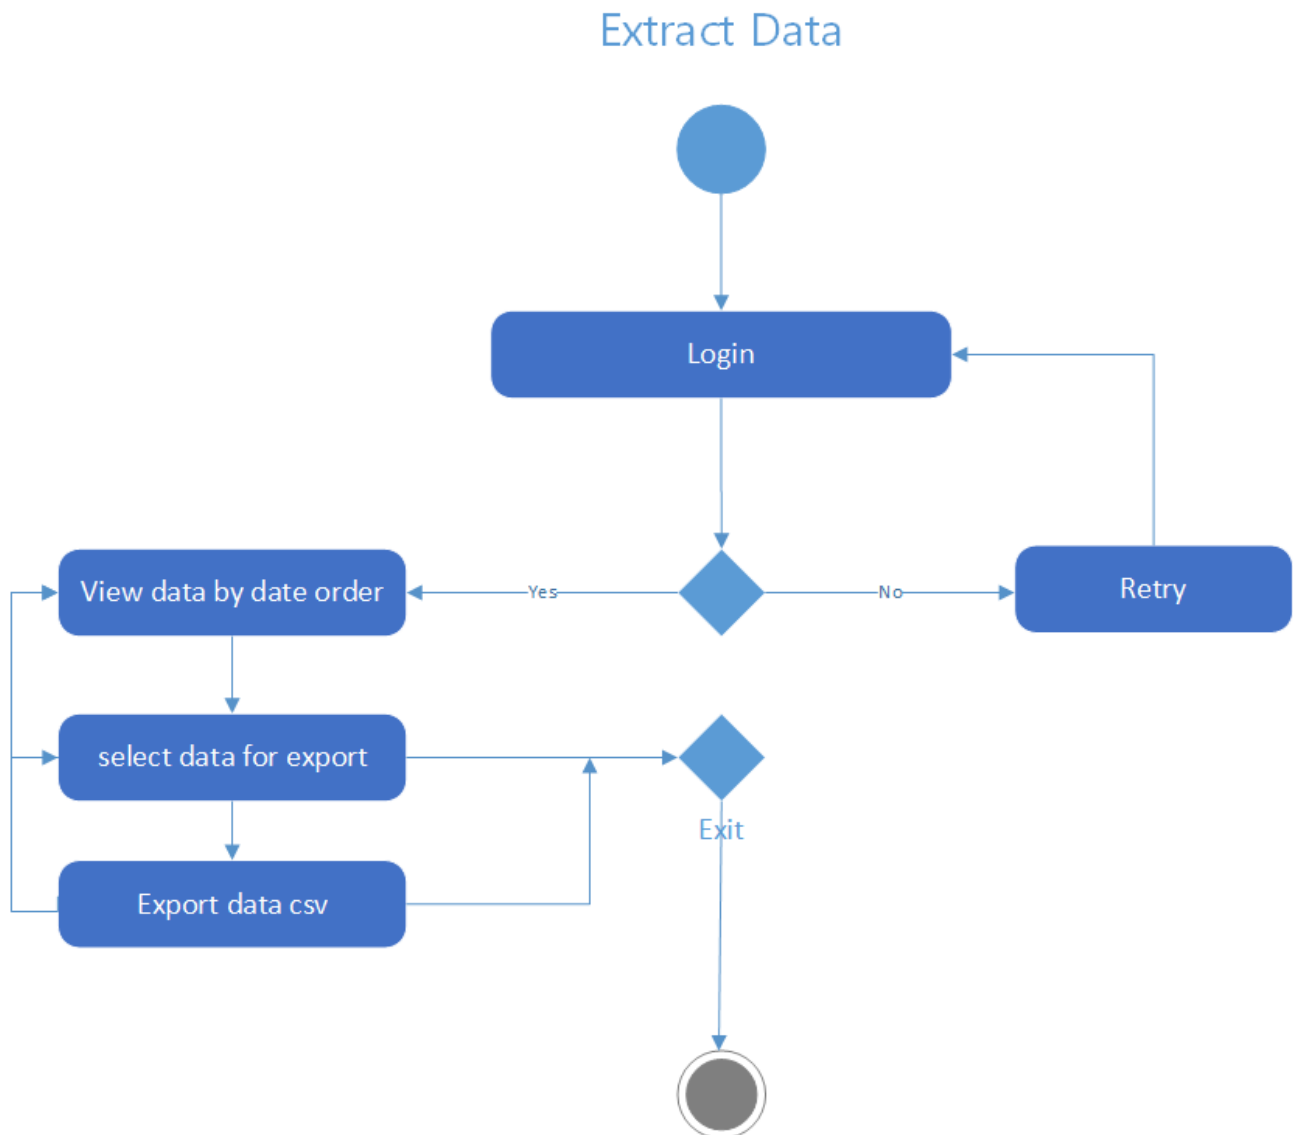 Extract Data
Login
View data by date order
Yes
No
Retry
select data for export
Exit
Export data csv